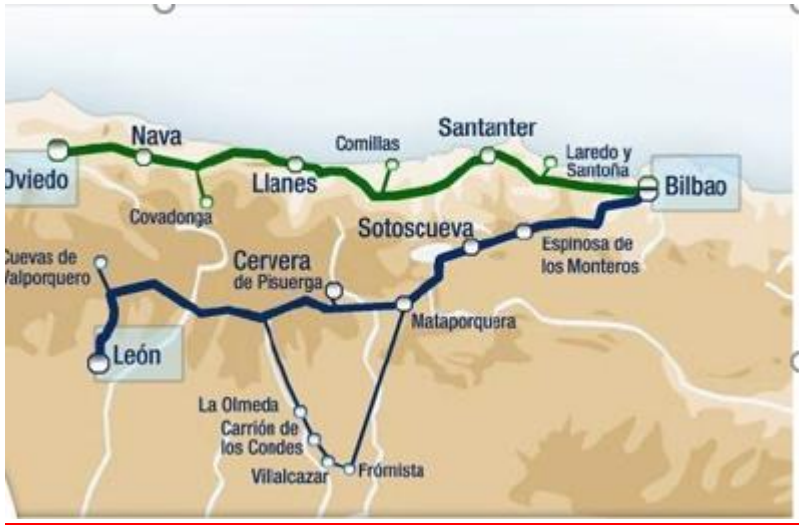 Santanter
Nava
Comillas
Laredo y
Santoña
Oviedo
Llanes
Bilbao
Covadonga
Sotoscueva
Espinosa de
los Monteros
Cuevas de
Valporquero
Cervera
de Pisuerga
Mataporquera
León
La Olmeda
Carrión de
los Condes
Villalcazar
Frómista